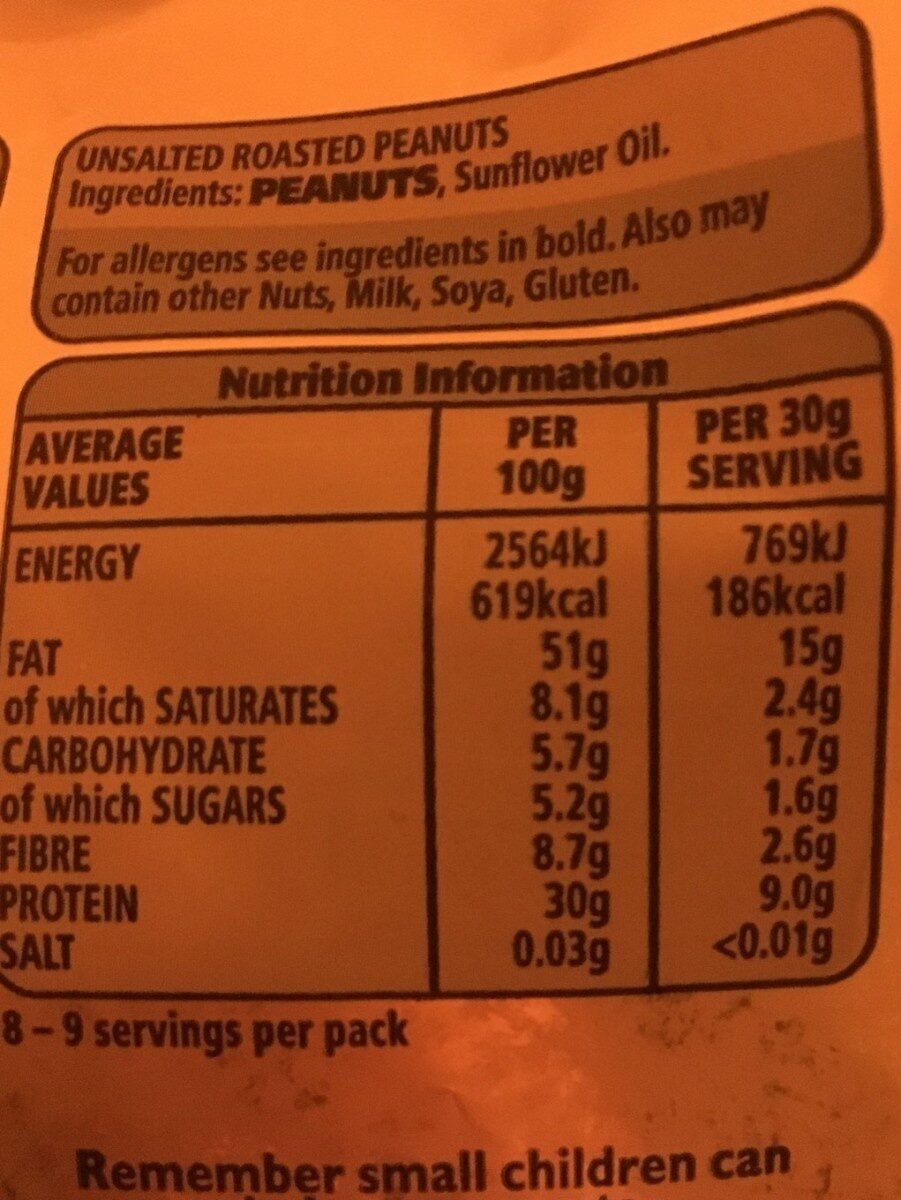 UNSALTED ROASTED PEANUTS
Ingredients: PEANUTS, Sunflower Oil.
For allergens see ingredients in bold. Also may
contain other Nuts, Milk, Soya, Gluten.
Nutrition Information
AVERAGE VALUES PER 100g PER 30g SERVING
ENERGY 2564kJ 769kJ
619kcal 186kcal
FAT 51g 15g
of which SATURATES 8.1g 2.4g
CARBOHYDRATE 5.7g 1.7g
of which SUGARS 5.2g 1.6g
FIBRE 8.7g 2.6g
PROTEIN 30g 9.0g
SALT 0.03g <0.01g
8 – 9 servings per pack
Remember small children can